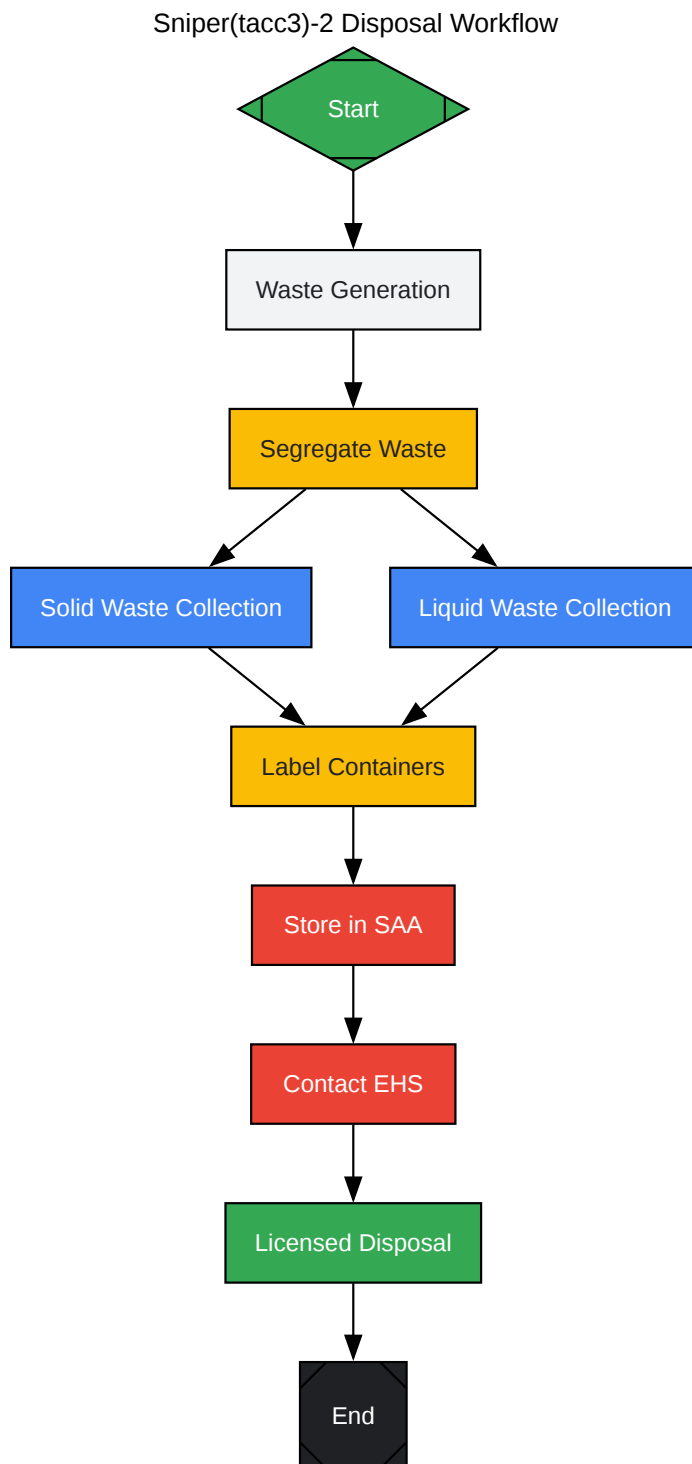 Sniper(tacc3)-2 Disposal Workflow
Start
Waste Generation
Segregate Waste
Solid Waste Collection
Liquid Waste Collection
Label Containers
Store in SAA
Contact EHS
Licensed Disposal
End